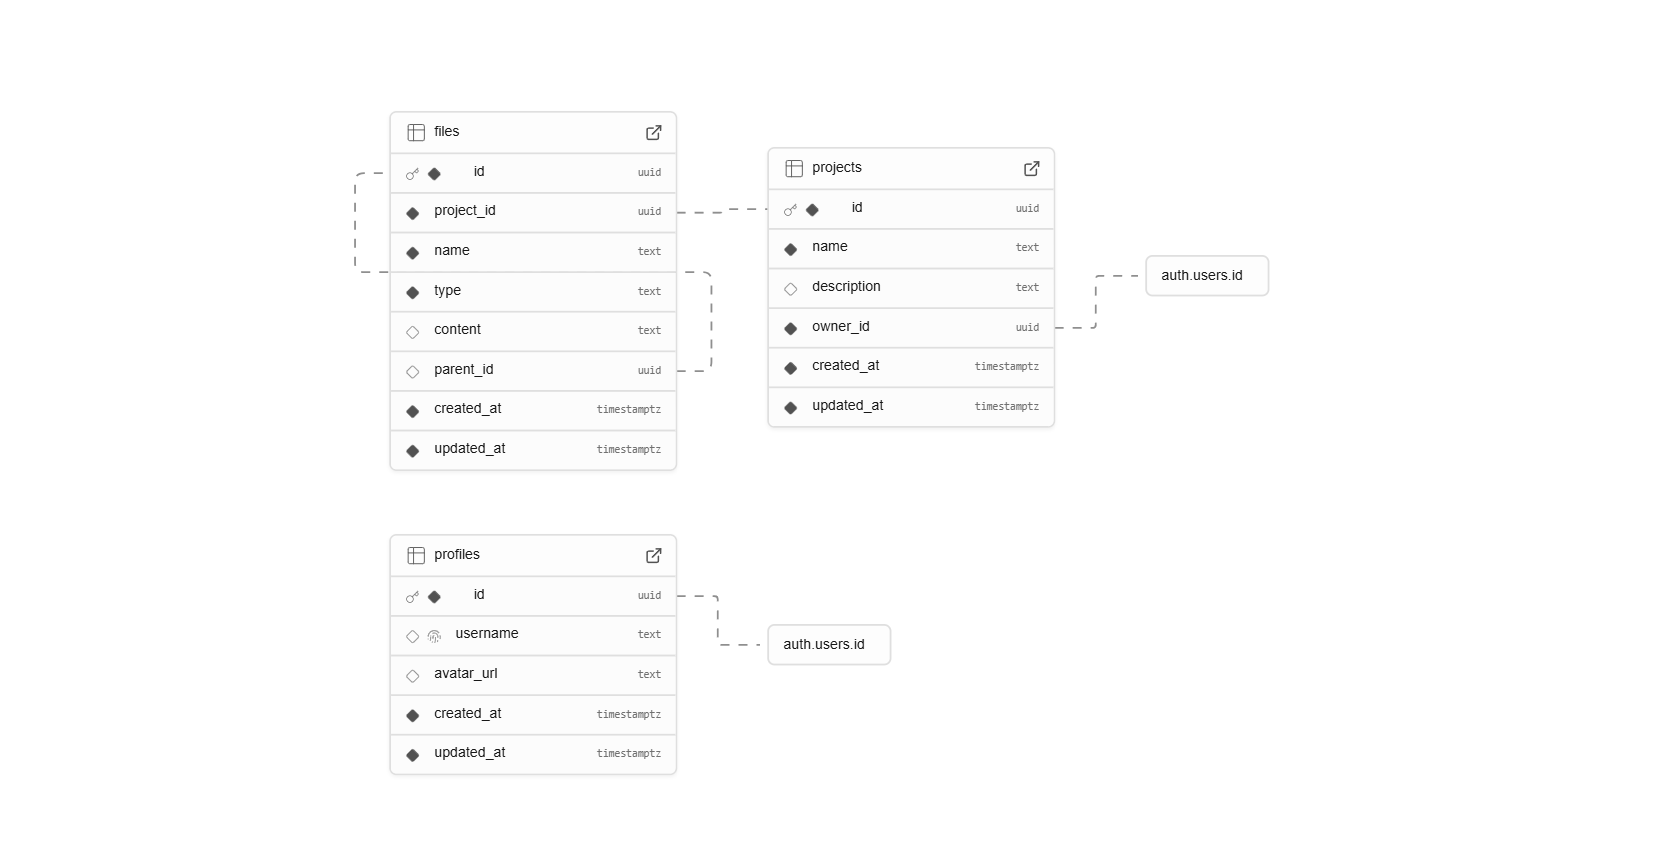 files
id uuid
project_id uuid
name text
type text
content text
parent_id uuid
created_at timestamptz
updated_at timestamptz
projects
id uuid
name text
description text
owner_id uuid
created_at timestamptz
updated_at timestamptz
auth.users.id
profiles
id uuid
username text
avatar_url text
created_at timestamptz
updated_at timestamptz
auth.users.id